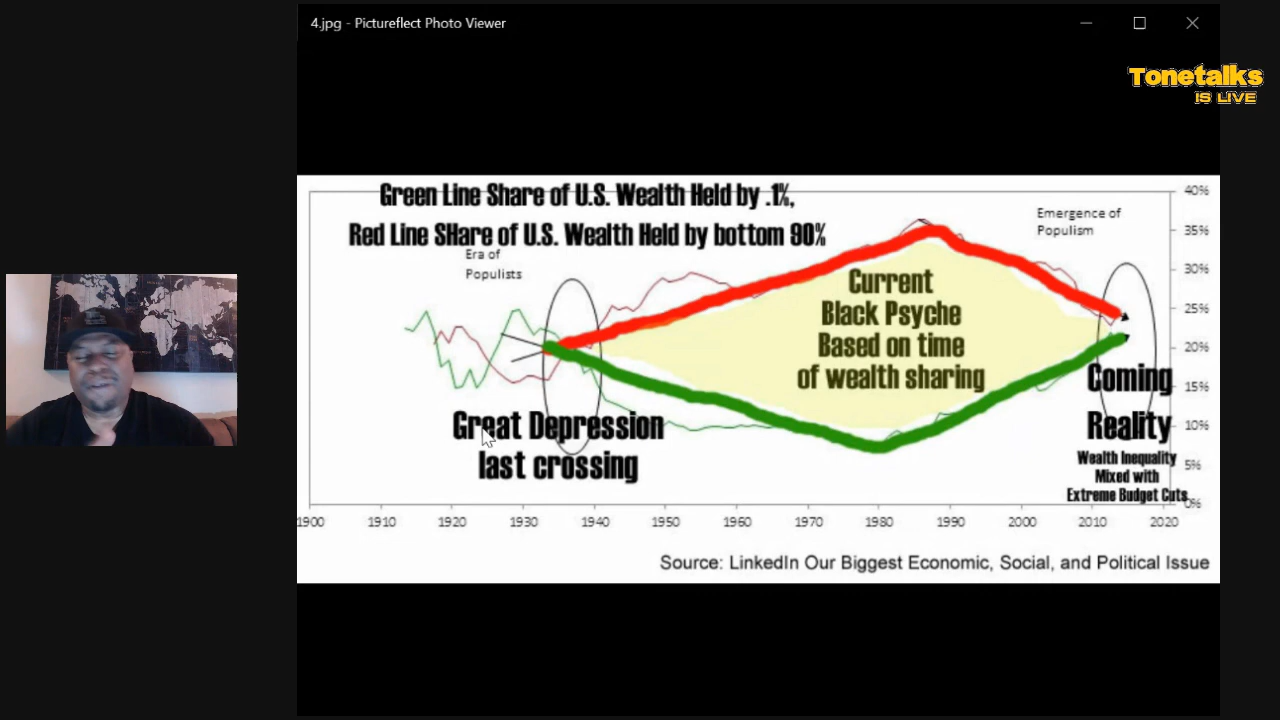 4.jpg - Pictureflect Photo Viewer
Tonetalks
IS LIVE
Green Line Share of U.S. Wealth Held by .1%,
Red Line SHare of U.S. Wealth Held by bottom 90%
Era of
Populists
Emergence of
Populism
Current
Black Psyche
Based on time
of wealth sharing
Great Depression
last crossing
Coming
Reality
Wealth Inequality
Mixed with
Extreme Budget Cuts
40%
35%
30%
25%
20%
15%
10%
5%
0%
1900 1910 1920 1930 1940 1950 1960 1970 1980 1990 2000 2010 2020
Source: LinkedIn Our Biggest Economic, Social, and Political Issue